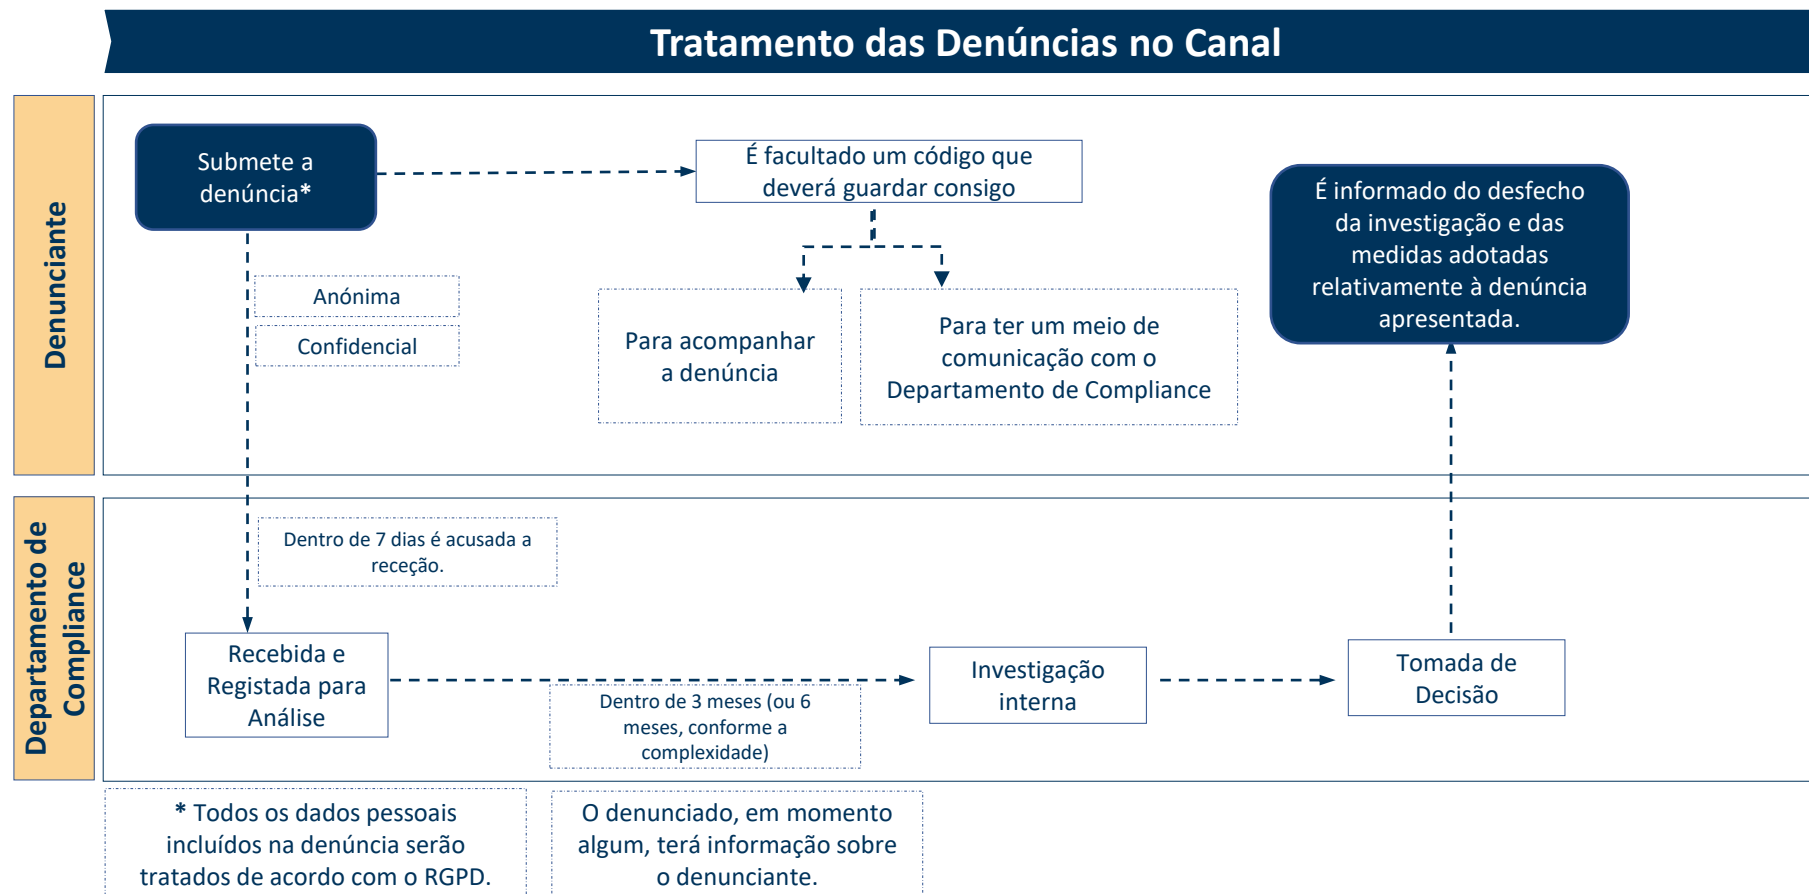 Tratamento das Denúncias no Canal
Denunciante
Submete a
denúncia*
É facultado um código que
deverá guardar consigo
É informado do desfecho
da investigação e das
medidas adotadas
relativamente à denúncia
apresentada.
Anónima
Confidencial
Para acompanhar
a denúncia
Para ter um meio de
comunicação com o
Departamento de Compliance
Departamento de
Compliance
Dentro de 7 dias é acusada a
receção.
Recebida e
Registada para
Análise
Dentro de 3 meses (ou 6
meses, conforme a
complexidade)
Investigação
interna
Tomada de
Decisão
* Todos os dados pessoais
incluídos na denúncia serão
tratados de acordo com o RGPD.
O denunciado, em momento
algum, terá informação sobre
o denunciante.